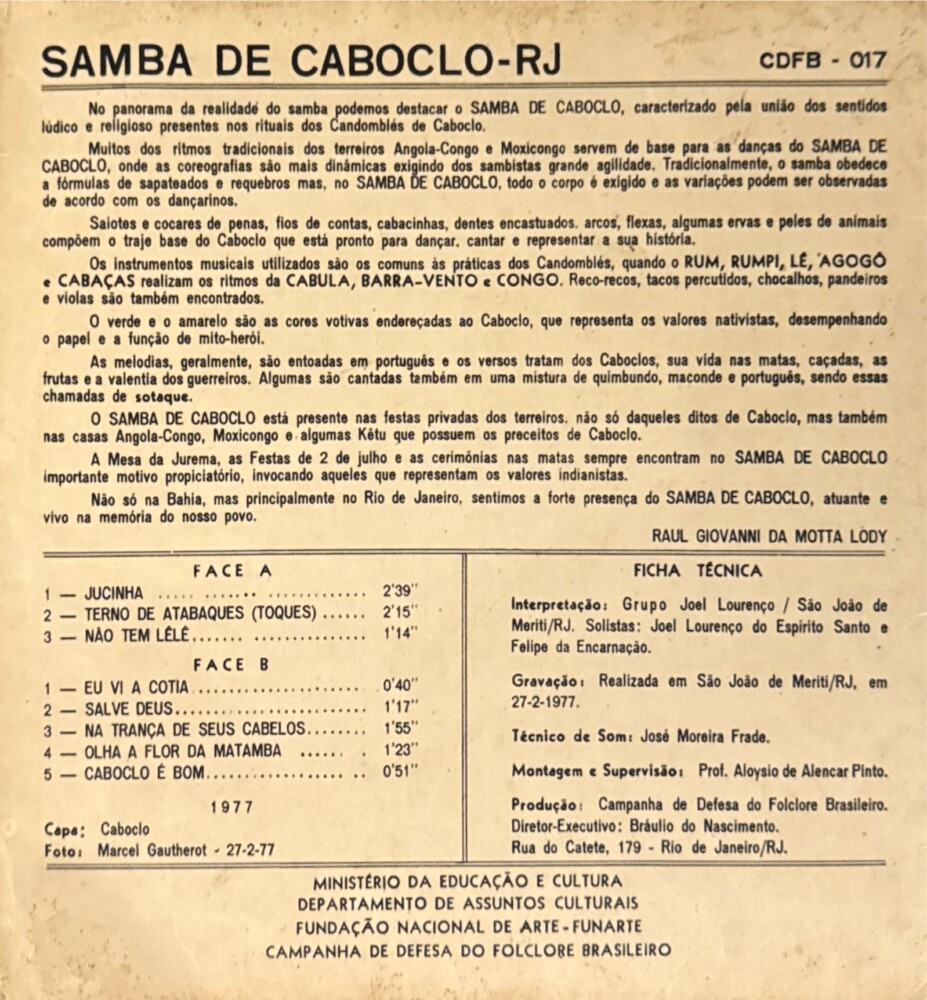 SAMBA DE CABOCLO-RJ CDFB - 017
No panorama da realidade do samba podemos destacar o SAMBA DE CABOCLO, caracterizado pela união dos sentidos
lúdico e religioso presentes nos rituais dos Candomblés de Caboclo.
Muitos dos ritmos tradicionais dos terreiros Angola-Congo e Moxicongo servem de base para as danças do SAMBA DE
CABOCLO, onde as coreografias são mais dinâmicas exigindo dos sambistas grande agilidade. Tradicionalmente, o samba obedece
a fórmulas de sapateados e requebros mas, no SAMBA DE CABOCLO, todo o corpo é exigido e as variações podem ser observadas
de acordo com os dançarinos.
Saiotes e cocares de penas, fios de contas, cabacinhas, dentes encastuados, arcos, flexas, algumas ervas e peles de animais
compõem o traje base do Caboclo que está pronto para dançar, cantar e representar a sua história.
Os instrumentos musicais utilizados são os comuns às práticas dos Candomblés, quando o RUM, RUMPI, LÉ, AGOGÔ
e CABAÇAS realizam os ritmos da CABULA, BARRA-VENTO e CONGO. Reco-recos, tacos percutidos, chocalhos, pandeiros
e violas são também encontrados.
O verde e o amarelo são as cores votivas endereçadas ao Caboclo, que representa os valores nativistas, desempenhando
o papel e a função de mito-herói.
As melodias, geralmente, são entoadas em português e os versos tratam dos Caboclos, sua vida nas matas, caçadas, as
frutas e a valentia dos guerreiros. Algumas são cantadas também em uma mistura de quimbundo, maconde e português, sendo essas
chamadas de sotaque.
O SAMBA DE CABOCLO está presente nas festas privadas dos terreiros, não só daqueles ditos de Caboclo, mas também
nas casas Angola-Congo, Moxicongo e algumas Kêtu que possuem os preceitos de Caboclo.
A Mesa da Jurema, as Festas de 2 de julho e as cerimônias nas matas sempre encontram no SAMBA DE CABOCLO
importante motivo propiciatório, invocando aqueles que representam os valores indianistas.
Não só na Bahia, mas principalmente no Rio de Janeiro, sentimos a forte presença do SAMBA DE CABOCLO, atuante e
vivo na memória do nosso povo.
RAUL GIOVANNI DA MOTTA LODY
FACE A
1 — JUCINHA ..... ....... ............. 2'39"
2 — TERNO DE ATABAQUES (TOQUES) ...... 2'15"
3 — NÃO TEM LÊLÊ....... ............... 1'14"
FACE B
1 — EU VI A COTIA ...................... 0'40"
2 — SALVE DEUS......................... 1'17"
3 — NA TRANÇA DE SEUS CABELOS........ 1'55"
4 — OLHA A FLOR DA MATAMBA ...... . 1'23"
5 — CABOCLO É BOM.................. .. 0'51"
1977
Capa: Caboclo
Foto: Marcel Gautherot - 27-2-77
FICHA TÉCNICA
Interpretação: Grupo Joel Lourenço / São João de
Meriti/RJ. Solistas: Joel Lourenço do Espírito Santo e
Felipe da Encarnação.
Gravação: Realizada em São João de Meriti/RJ, em
27-2-1977.
Técnico de Som: José Moreira Frade.
Montagem e Supervisão: Prof. Aloysio de Alencar Pinto.
Produção: Campanha de Defesa do Folclore Brasileiro.
Diretor-Executivo: Bráulio do Nascimento.
Rua do Catete, 179 - Rio de Janeiro/RJ.
MINISTÉRIO DA EDUCAÇÃO E CULTURA
DEPARTAMENTO DE ASSUNTOS CULTURAIS
FUNDAÇÃO NACIONAL DE ARTE-FUNARTE
CAMPANHA DE DEFESA DO FOLCLORE BRASILEIRO